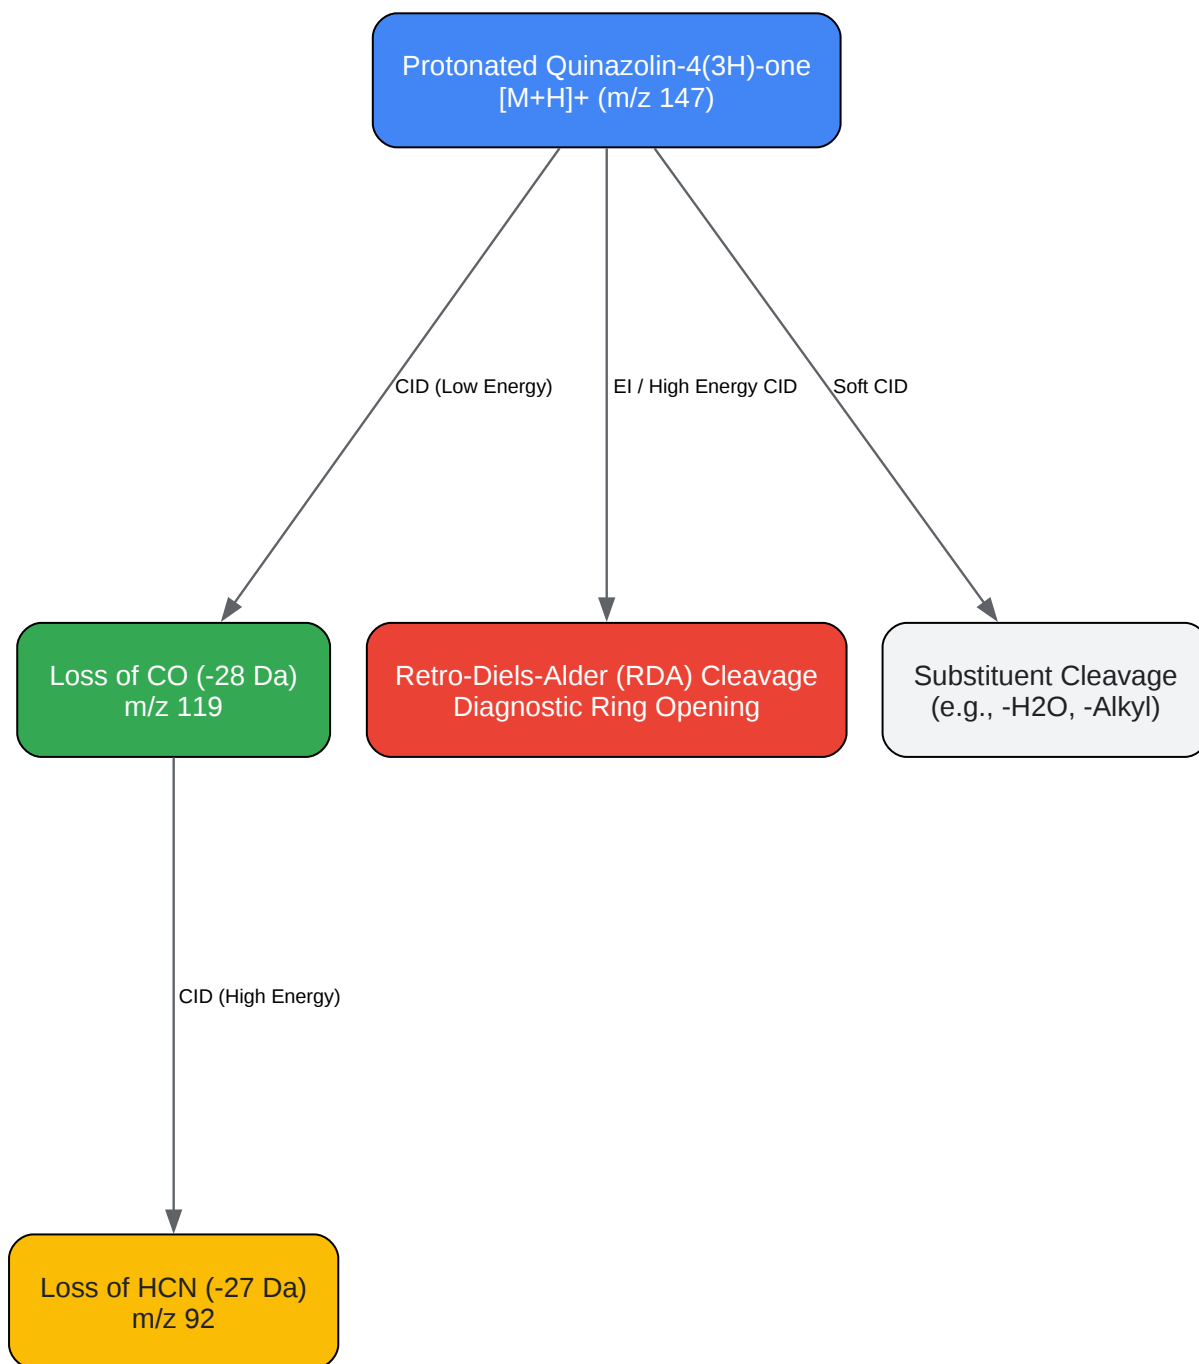 Protonated Quinazolin-4(3H)-one
[M+H]+ (m/z 147)
CID (Low Energy)
EI / High Energy CID
Soft CID
Loss of CO (-28 Da)
m/z 119
Retro-Diels-Alder (RDA) Cleavage
Diagnostic Ring Opening
Substituent Cleavage
(e.g., -H2O, -Alkyl)
CID (High Energy)
Loss of HCN (-27 Da)
m/z 92